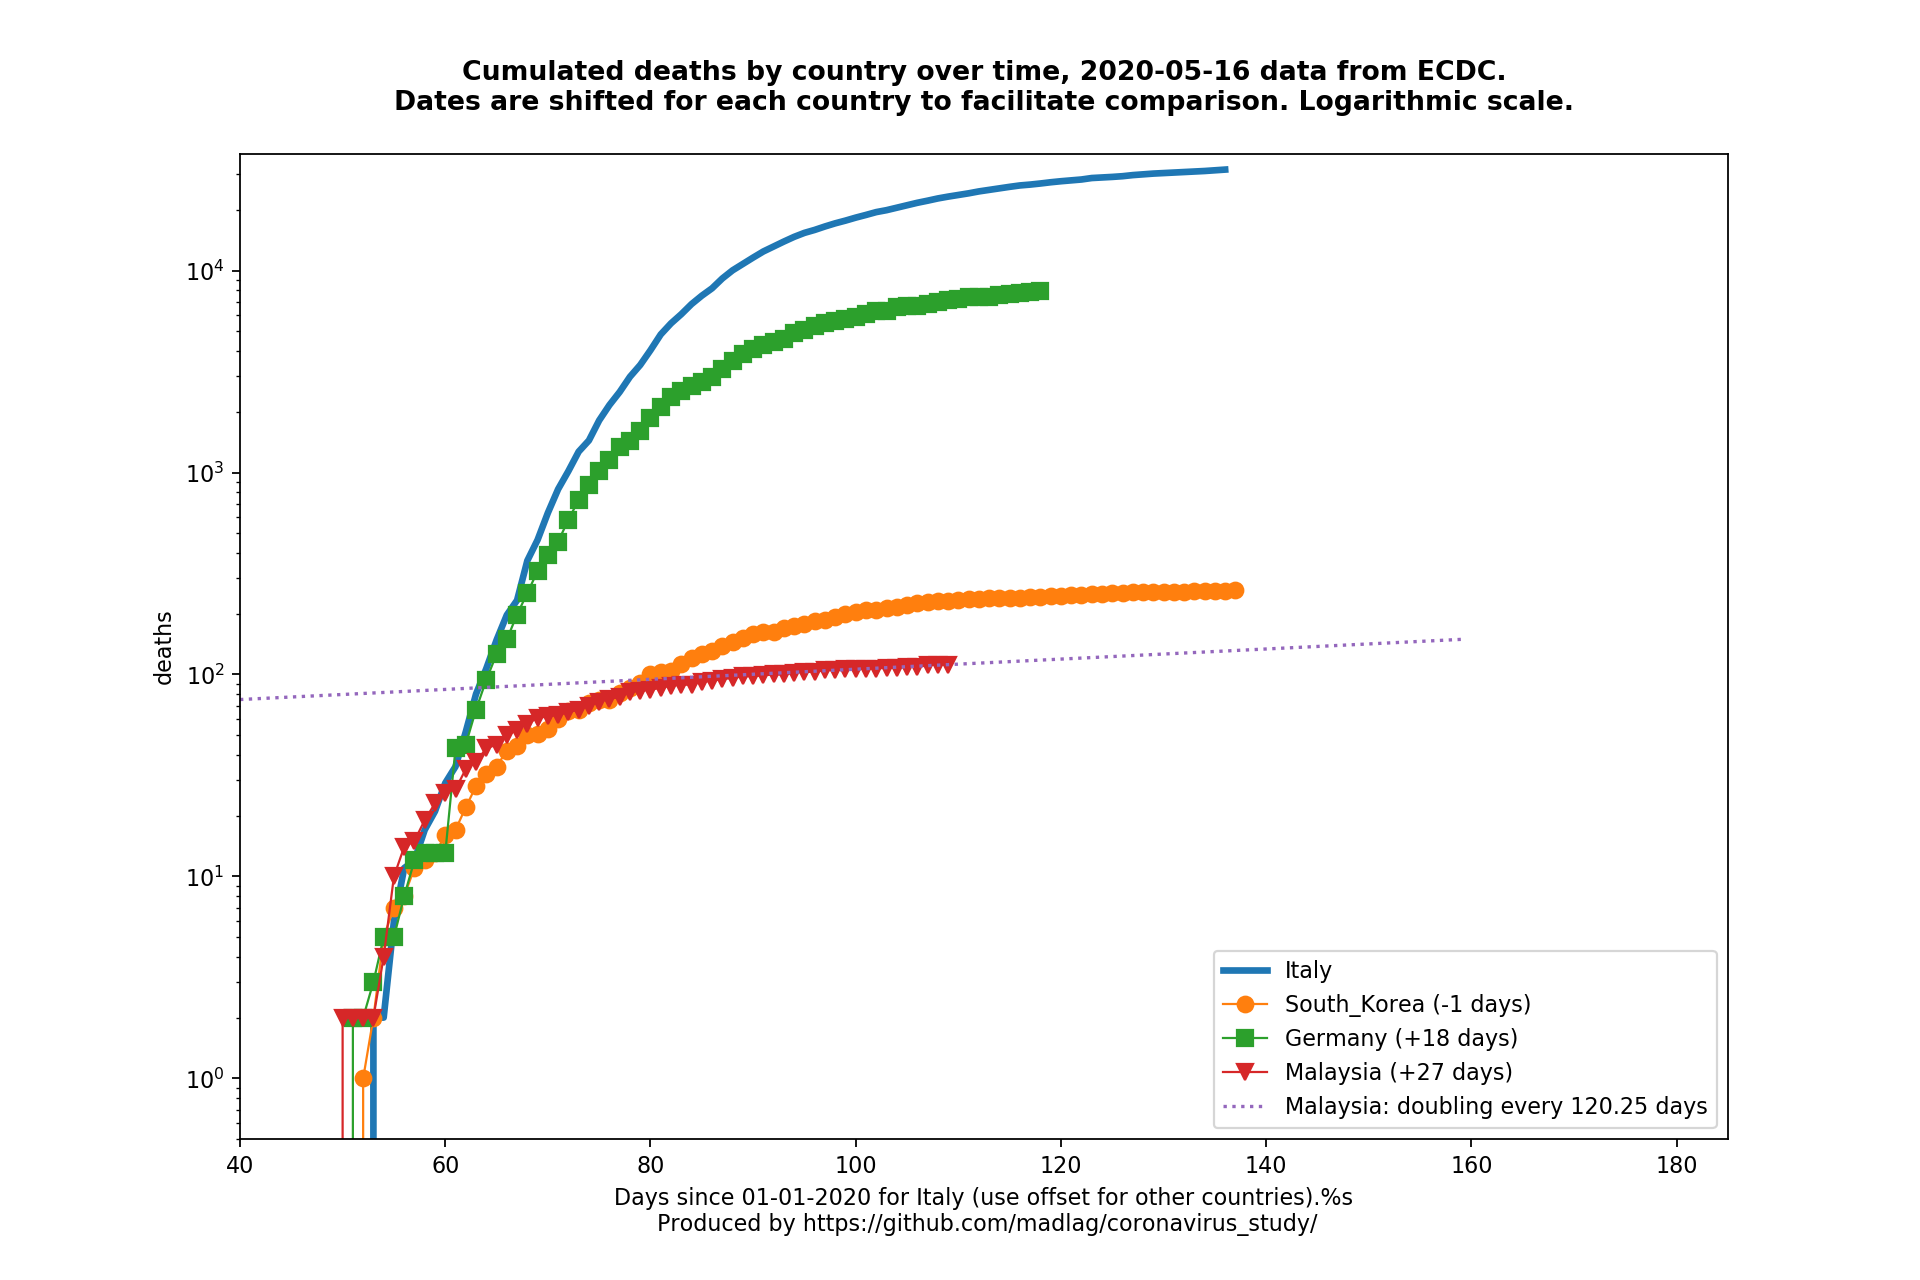 Cumulated deaths by country over time, 2020-05-16 data from ECDC.
Dates are shifted for each country to facilitate comparison. Logarithmic scale.
10^4
10^3
10^2
10^1
10^0
deaths
40 60 80 100 120 140 160 180
Italy
South_Korea (-1 days)
Germany (+18 days)
Malaysia (+27 days)
Malaysia: doubling every 120.25 days
Days since 01-01-2020 for Italy (use offset for other countries).%s
Produced by https://github.com/madlag/coronavirus_study/